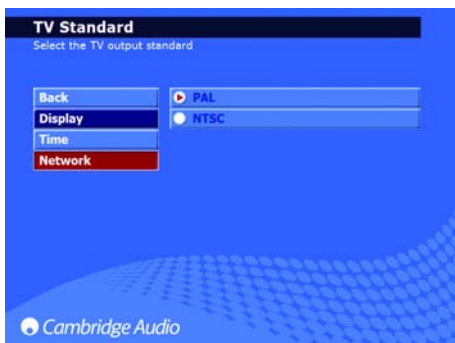 TV Standard
Select the TV output standard
Back
PAL
Display
NTSC
Time
Network
Cambridge Audio